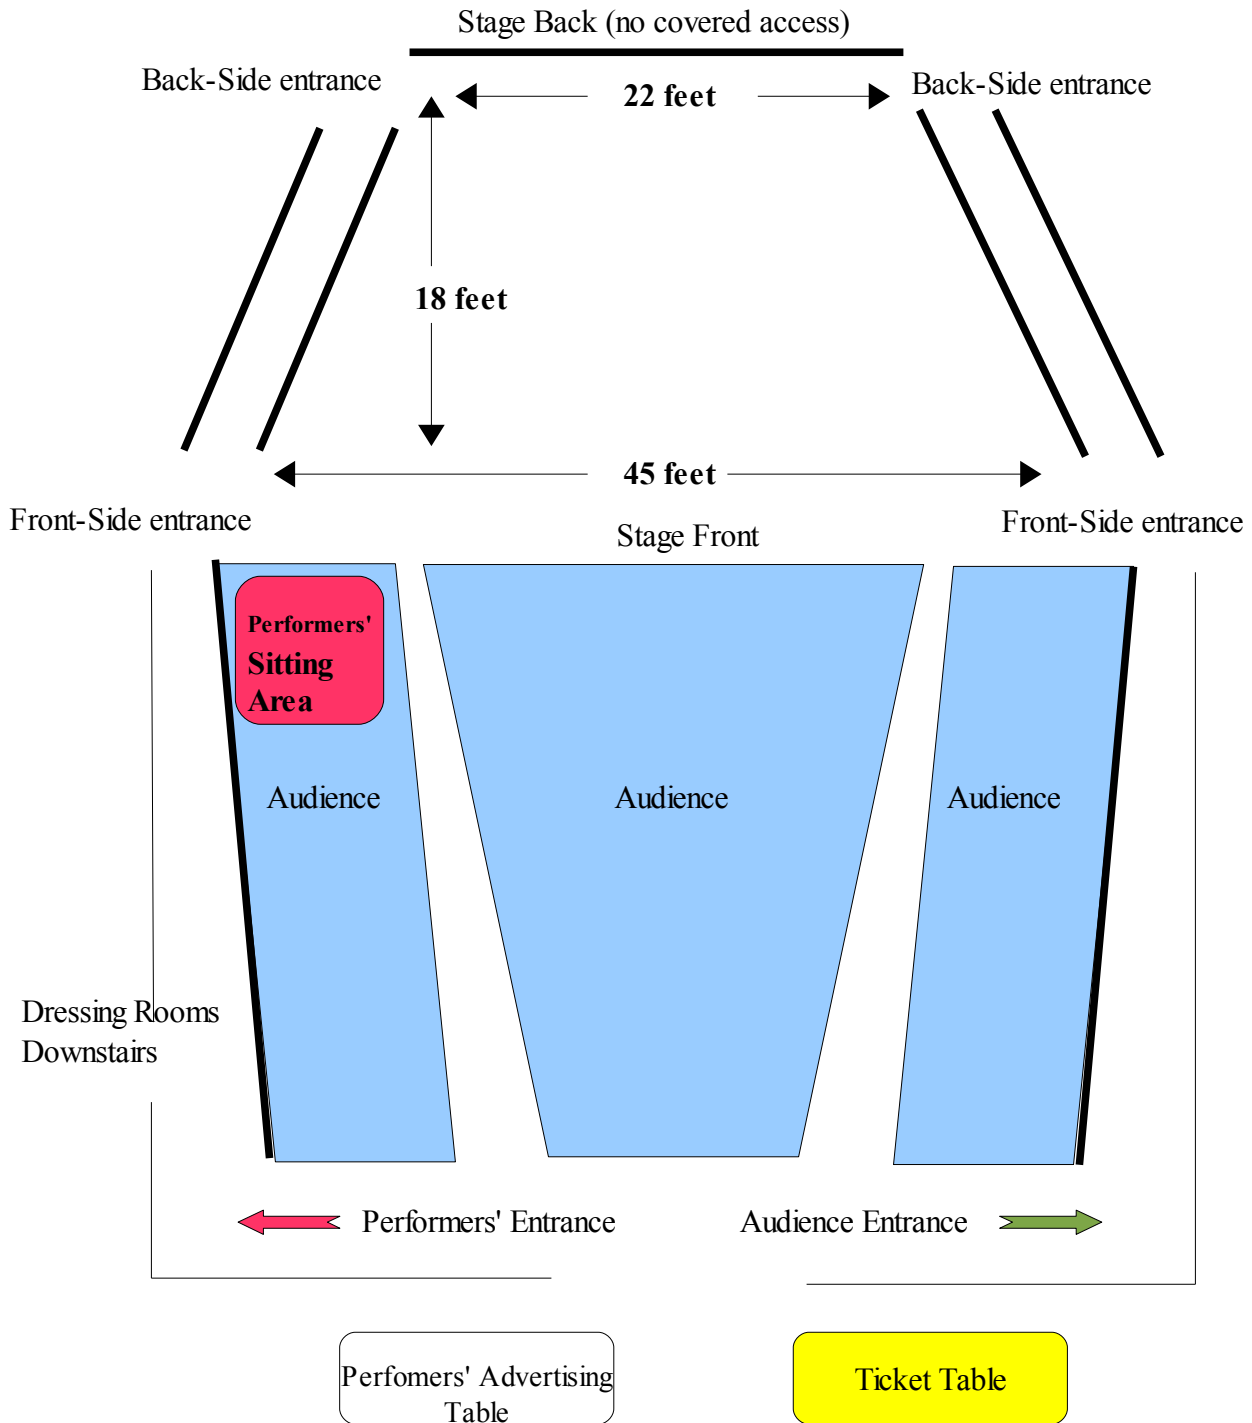 Stage Back (no covered access)
Back-Side entrance
22 feet
Back-Side entrance
18 feet
45 feet
Front-Side entrance
Stage Front
Front-Side entrance
Performers'
Sitting
Area
Audience
Audience
Audience
Dressing Rooms
Downstairs
Performers' Entrance
Audience Entrance
Perfomers' Advertising
Table
Ticket Table